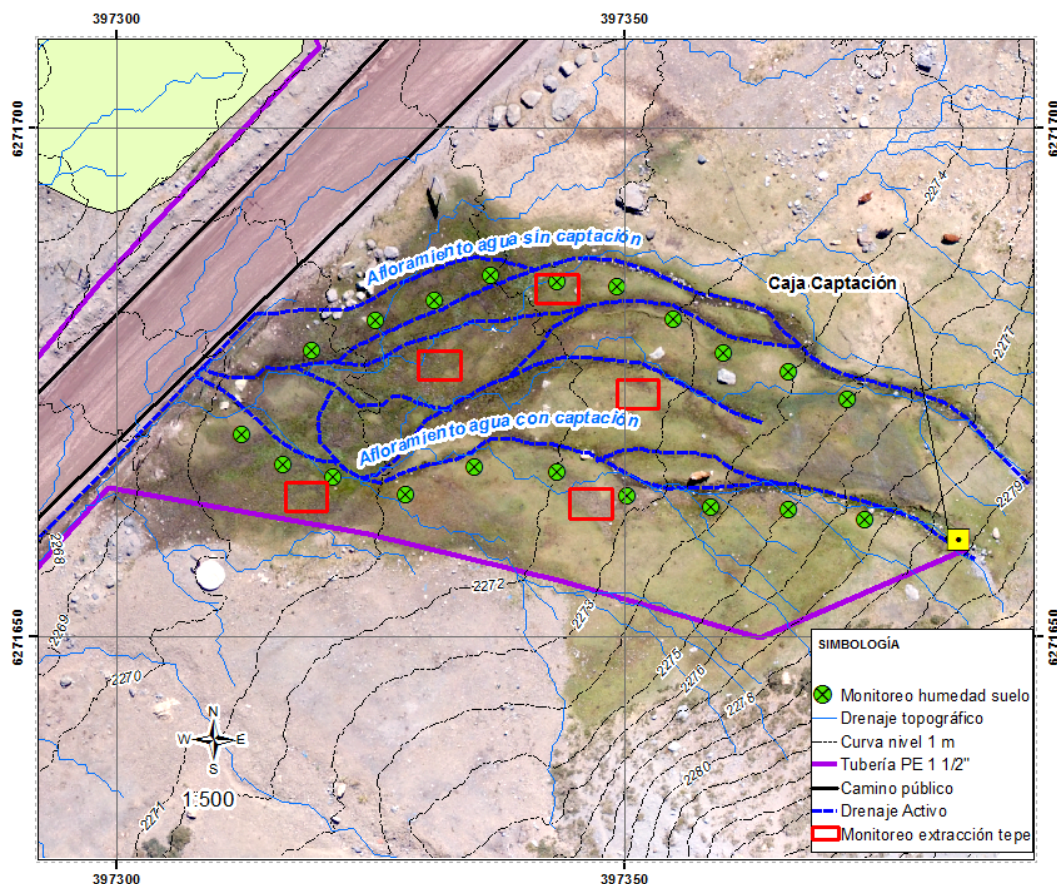 397300
397350
6271700
6271700
2274
Afloramiento agua sin captación
Caja Captación
2277
Afloramiento agua con captación
2279
2268
2272
2273
2269
6271650
6271650
2270
2275
2276
2278
2280
2271
N
W
E
S
1:500
SIMBOLOGÍA
Monitoreo humedad suelo
Drenaje topográfico
Curva nivel 1 m
Tubería PE 1 1/2"
Camino público
Drenaje Activo
Monitoreo extracción tepe
397300
397350